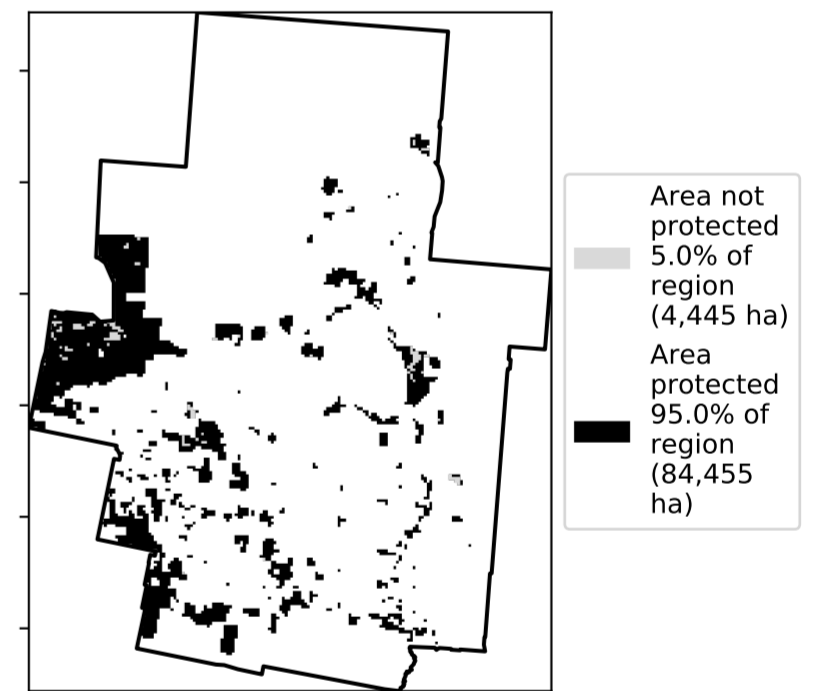 Area not
protected
5.0% of
region
(4,445 ha)
Area
protected
95.0% of
region
(84,455
ha)